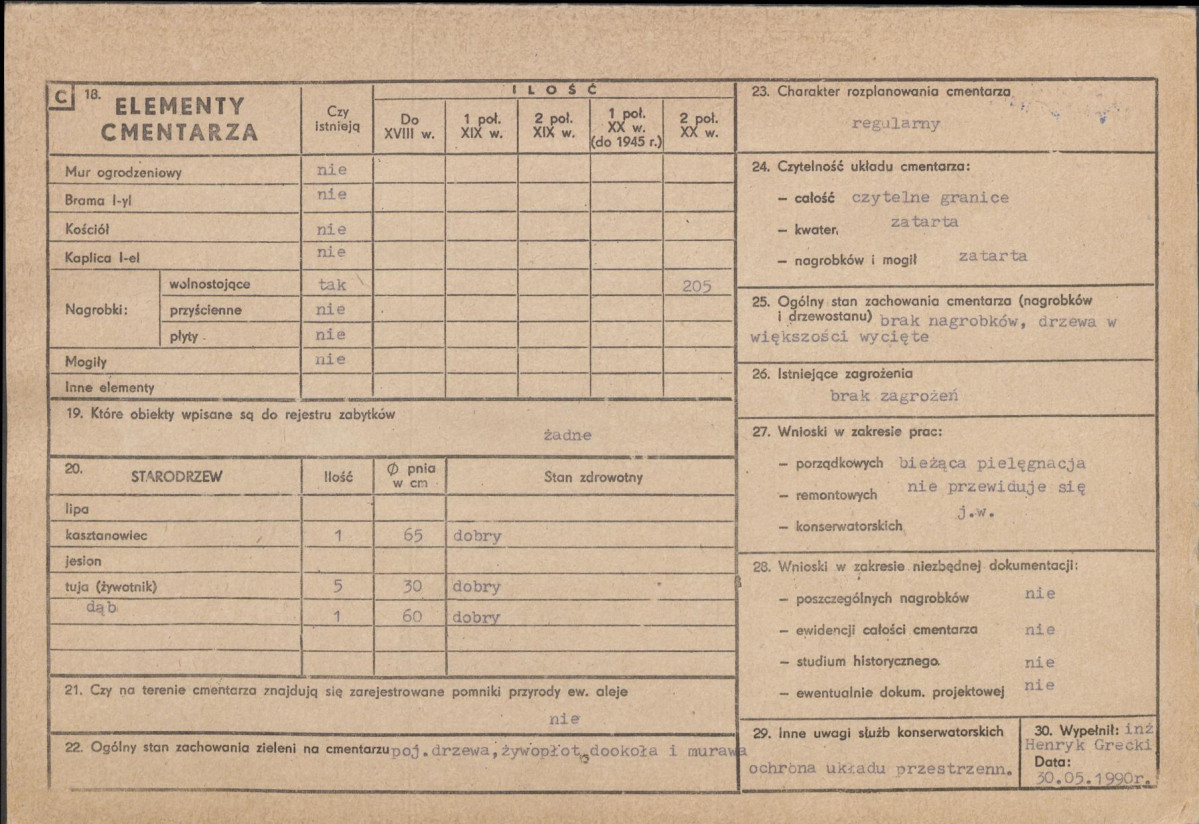 C 18. ELEMENTY CMENTARZA
Czy istnieją
ILOŚĆ
Do XVIII w.
1 poł. XIX w.
2 poł. XIX w.
1 poł. XX w. (do 1945 r.)
2 poł. XX w.
Mur ogrodzeniowy nie
Brama I-yl nie
Kościół nie
Kaplica I-el nie
Nagrobki: wolnostojące tak 205
przyścienne nie
płyty nie
Mogiły nie
Inne elementy
19. Które obiekty wpisane są do rejestru zabytków
żadne
20. STARODRZEW Ilość Ø pnia w cm Stan zdrowotny
lipa
kasztanowiec 1 65 dobry
jesion
tuja (żywotnik) 5 30 dobry
dąb 1 60 dobry
21. Czy na terenie cmentarza znajdują się zarejestrowane pomniki przyrody ew. aleje
nie
22. Ogólny stan zachowania zieleni na cmentarzu poj.drzewa, żywopłot dookoła i murawa
23. Charakter rozplanowania cmentarza
regularny
24. Czytelność układu cmentarza:
– całość czytelne granice
– kwater, zatarta
– nagrobków i mogił zatarta
25. Ogólny stan zachowania cmentarza (nagrobków
i drzewostanu) brak nagrobków, drzewa w
większości wycięte
26. Istniejące zagrożenia
brak zagrożeń
27. Wnioski w zakresie prac:
– porządkowych bieżąca pielęgnacja
– remontowych nie przewiduje się
– konserwatorskich j.w.
28. Wnioski w zakresie niezbędnej dokumentacji:
– poszczególnych nagrobków nie
– ewidencji całości cmentarza nie
– studium historycznego. nie
– ewentualnie dokum. projektowej nie
29. Inne uwagi służb konserwatorskich
ochrona układu przestrzenn.
30. Wypełnił: inż
Henryk Grecki
Data:
30.05.1990r.